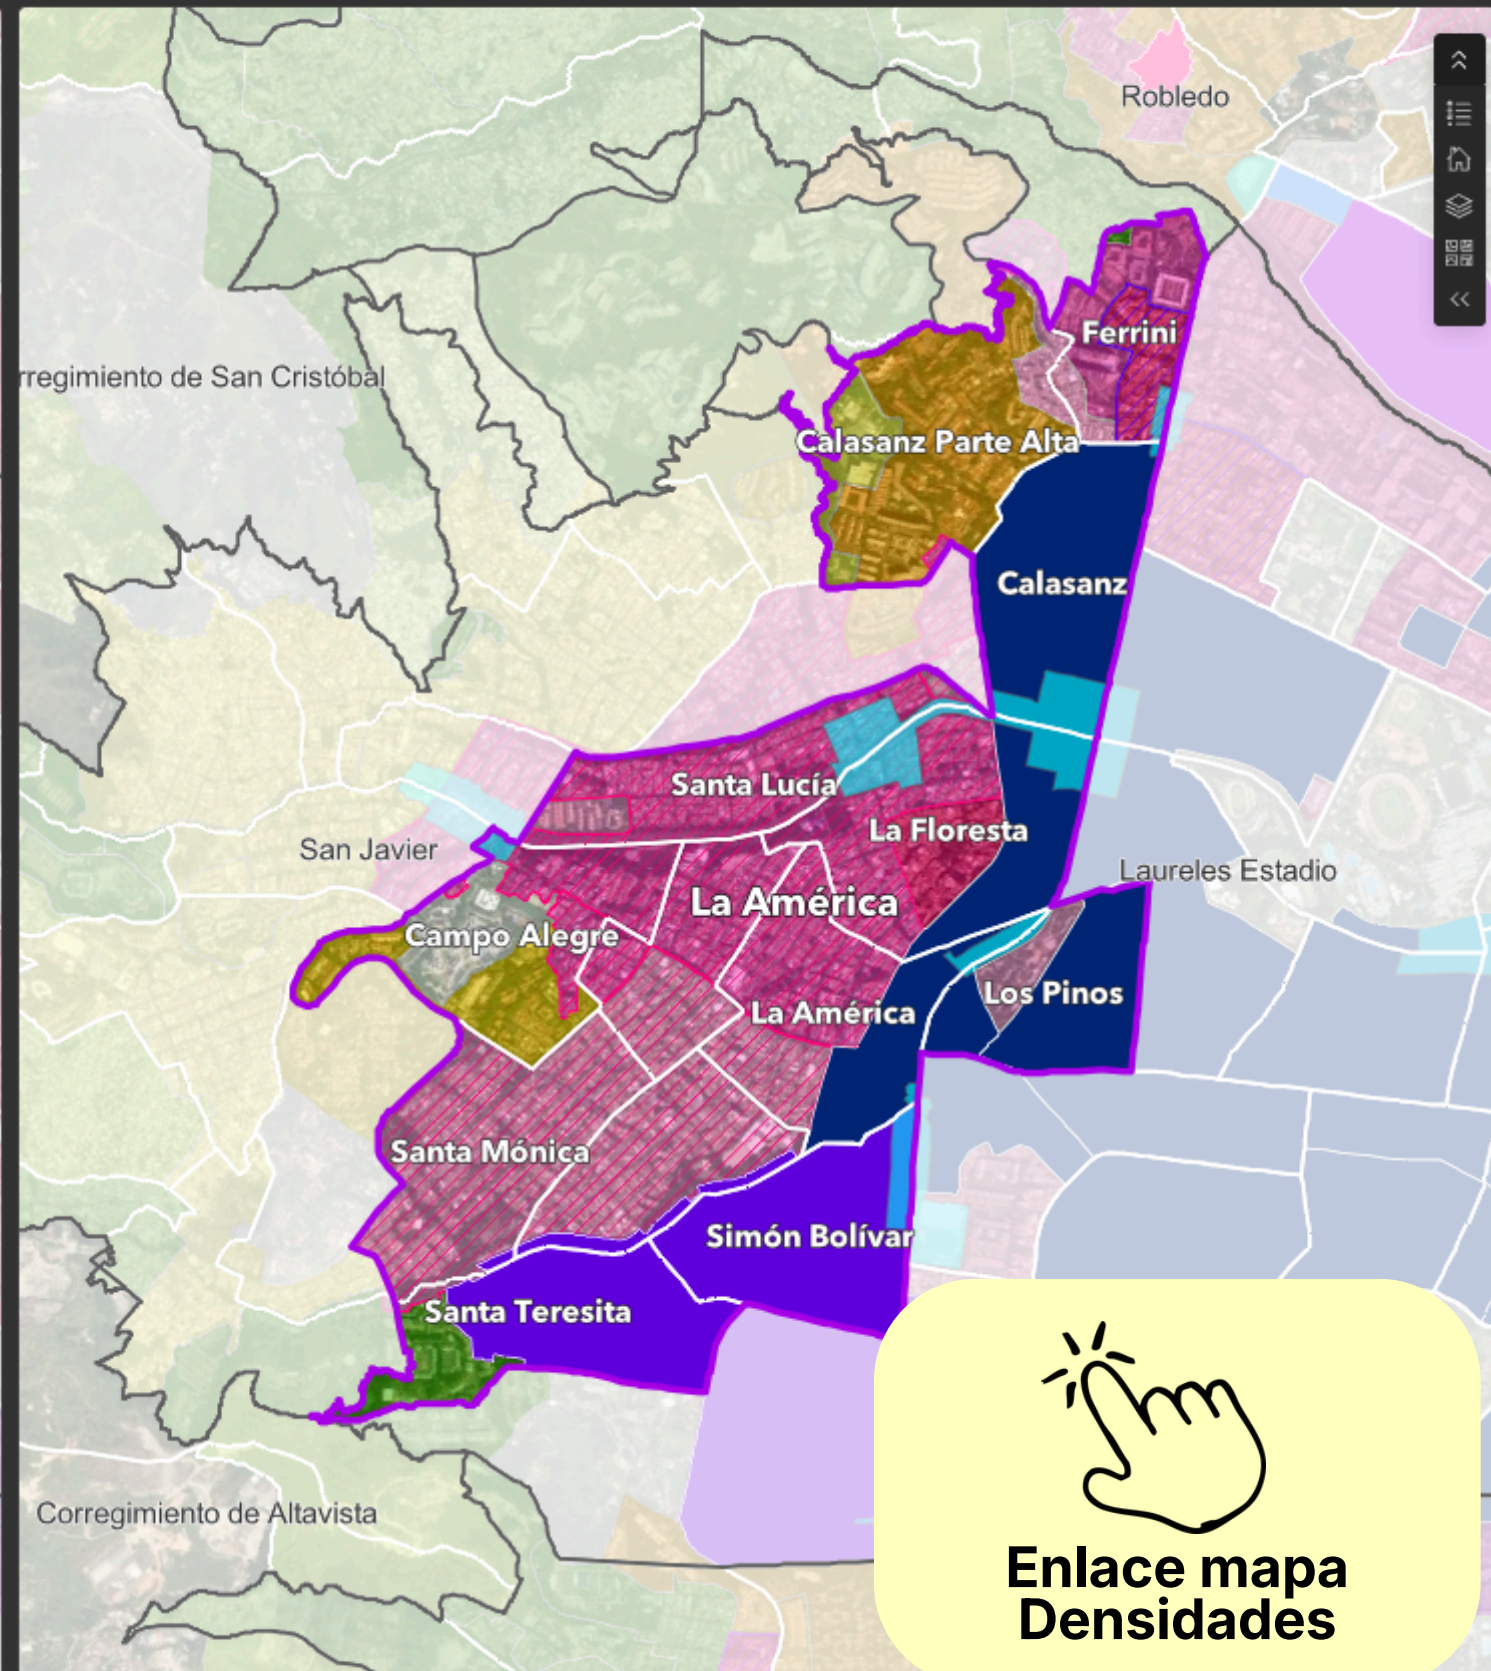 Robledo
Ferrini
rregimiento de San Cristóbal
Calasanz Parte Alta
Calasanz
Santa Lucía
La Floresta
San Javier
Laureles Estadio
La América
Campo Alegre
Los Pinos
La América
Santa Mónica
Simón Bolívar
Santa Teresita
Corregimiento de Altavista
Enlace mapa
Densidades